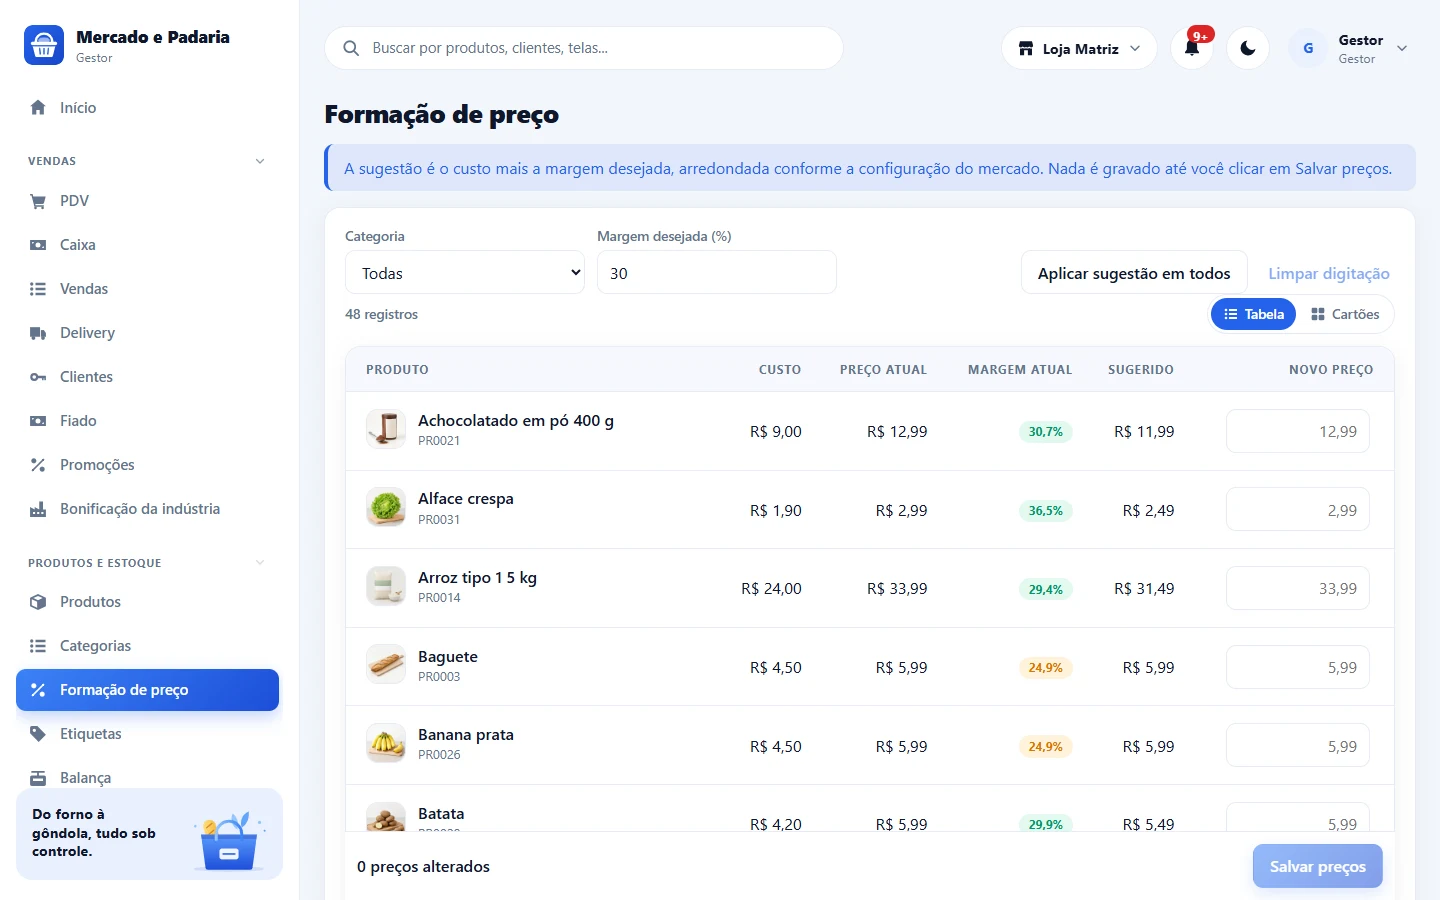 Mercado e Padaria
Gestor
Início
VENDAS
PDV
Caixa
Vendas
Delivery
Clientes
Fiado
Promoções
Bonificação da indústria
PRODUTOS E ESTOQUE
Produtos
Categorias
Formação de preço
Etiquetas
Balança
Do forno à
gôndola, tudo sob
controle.
Buscar por produtos, clientes, telas...
Loja Matriz
9+
G
Gestor
Gestor
Formação de preço
A sugestão é o custo mais a margem desejada, arredondada conforme a configuração do mercado. Nada é gravado até você clicar em Salvar preços.
Categoria
Margem desejada (%)
Todas
30
Aplicar sugestão em todos
Limpar digitação
48 registros
Tabela
Cartões
PRODUTO CUSTO PREÇO ATUAL MARGEM ATUAL SUGERIDO NOVO PREÇO
Achocolatado em pó 400 g
PR0021
R$ 9,00 R$ 12,99 30,7% R$ 11,99 12,99
Alface crespa
PR0031
R$ 1,90 R$ 2,99 36,5% R$ 2,49 2,99
Arroz tipo 1 5 kg
PR0014
R$ 24,00 R$ 33,99 29,4% R$ 31,49 33,99
Baguete
PR0003
R$ 4,50 R$ 5,99 24,9% R$ 5,99 5,99
Banana prata
PR0026
R$ 4,50 R$ 5,99 24,9% R$ 5,99 5,99
Batata
R$ 4,20 R$ 5,99 29,9% R$ 5,49 5,99
0 preços alterados
Salvar preços